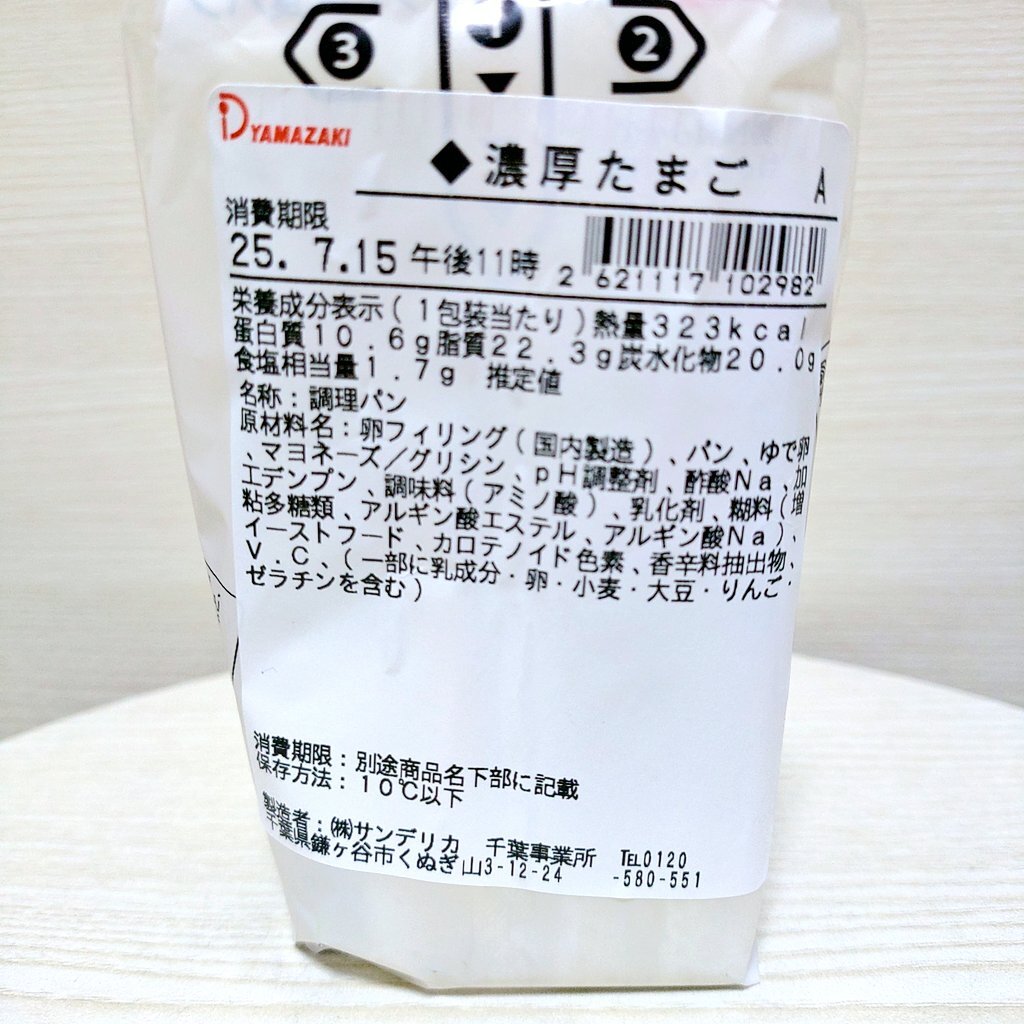 3 1 2
YAMAZAKI
◆濃厚たまご A
消費期限
25. 7.15 午後11時
2 621117 102982
栄養成分表示(1包装当たり)熱量323kcal
蛋白質10.6g脂質22.3g炭水化物20.0g
食塩相当量1.7g 推定値
名称:調理パン
原材料名:卵フィリング(国内製造)、パン、ゆで卵
、マヨネーズ/グリシン、pH調整剤、酢酸Na、加
工デンプン、調味料(アミノ酸)、乳化剤、糊料(増
粘多糖類、アルギン酸エステル、アルギン酸Na)、
イーストフード、カロテノイド色素、香辛料抽出物、
V.C、(一部に乳成分・卵・小麦・大豆・りんご・
ゼラチンを含む)
消費期限:別途商品名下部に記載
保存方法:10℃以下
製造者:㈱サンデリカ 千葉事業所 TEL0120
千葉県鎌ヶ谷市くぬぎ山3-12-24 -580-551